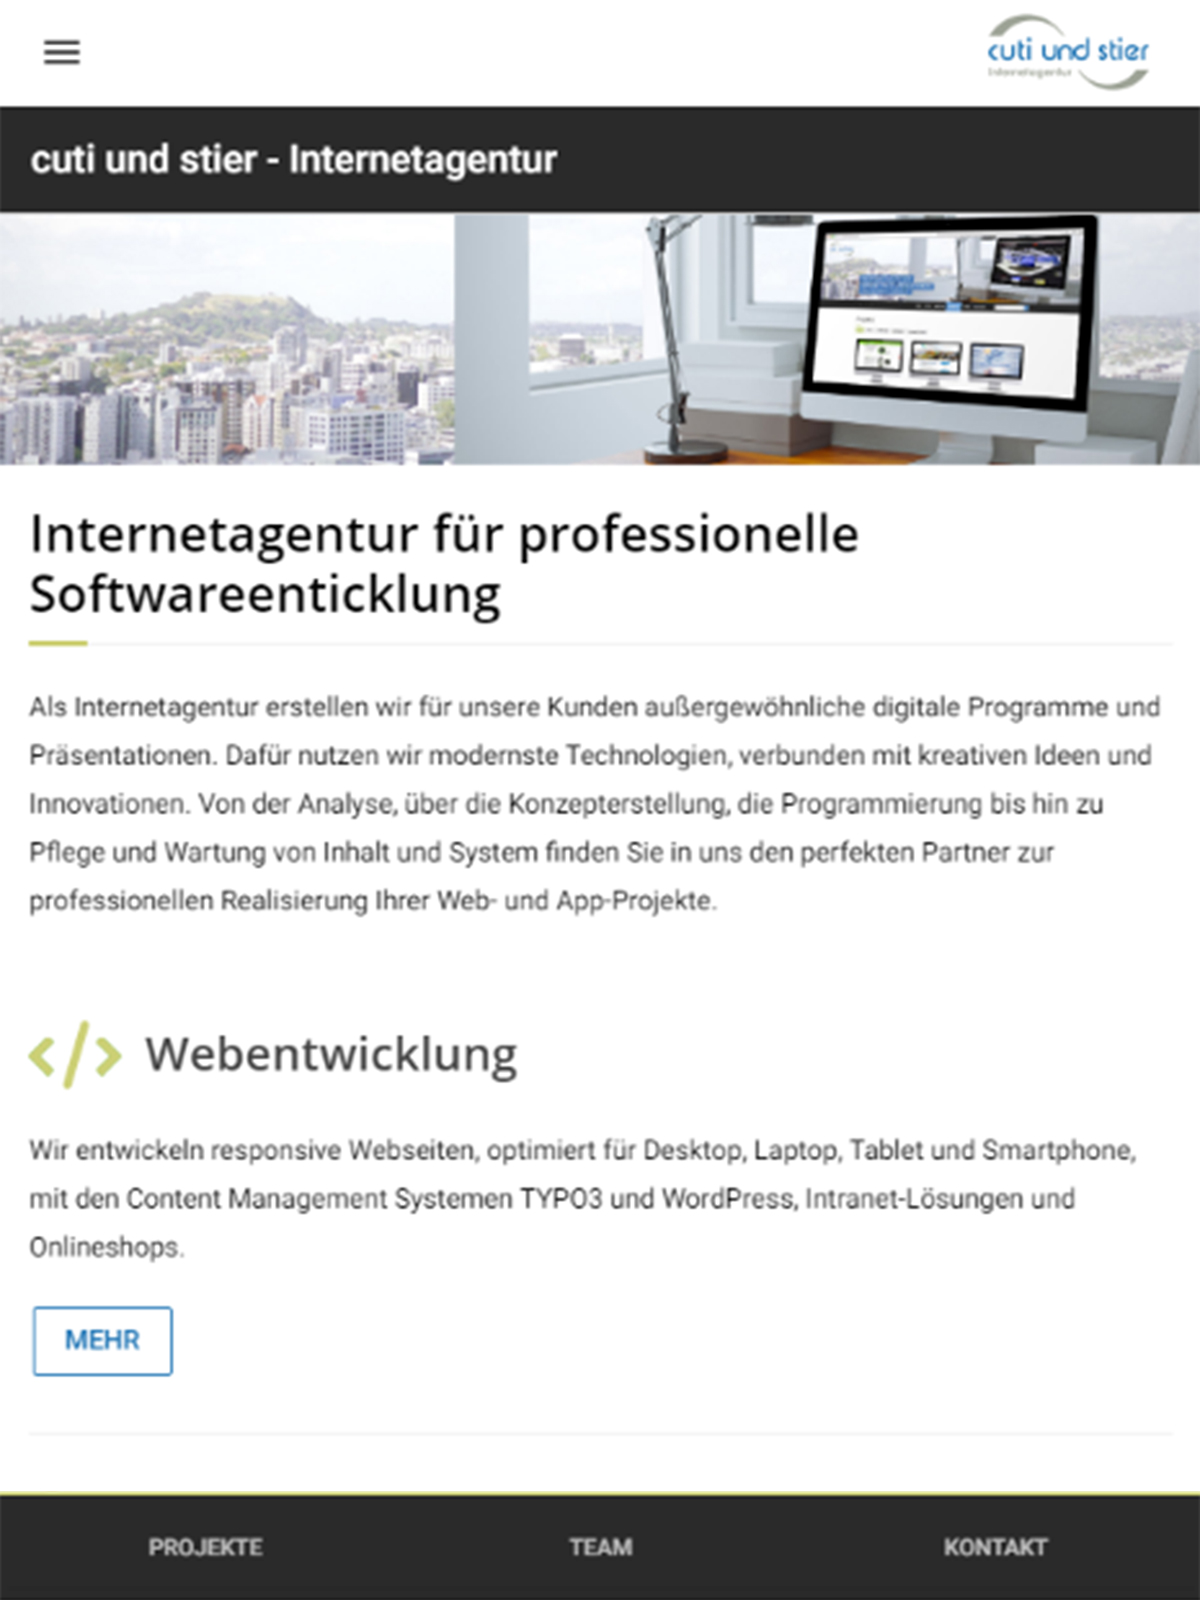 cuti und stier
Internetagentur
cuti und stier - Internetagentur
Internetagentur für professionelle
Softwareenticklung
Als Internetagentur erstellen wir für unsere Kunden außergewöhnliche digitale Programme und
Präsentationen. Dafür nutzen wir modernste Technologien, verbunden mit kreativen Ideen und
Innovationen. Von der Analyse, über die Konzepterstellung, die Programmierung bis hin zu
Pflege und Wartung von Inhalt und System finden Sie in uns den perfekten Partner zur
professionellen Realisierung Ihrer Web- und App-Projekte.
</> Webentwicklung
Wir entwickeln responsive Webseiten, optimiert für Desktop, Laptop, Tablet und Smartphone,
mit den Content Management Systemen TYPO3 und WordPress, Intranet-Lösungen und
Onlineshops.
MEHR
PROJEKTE TEAM KONTAKT